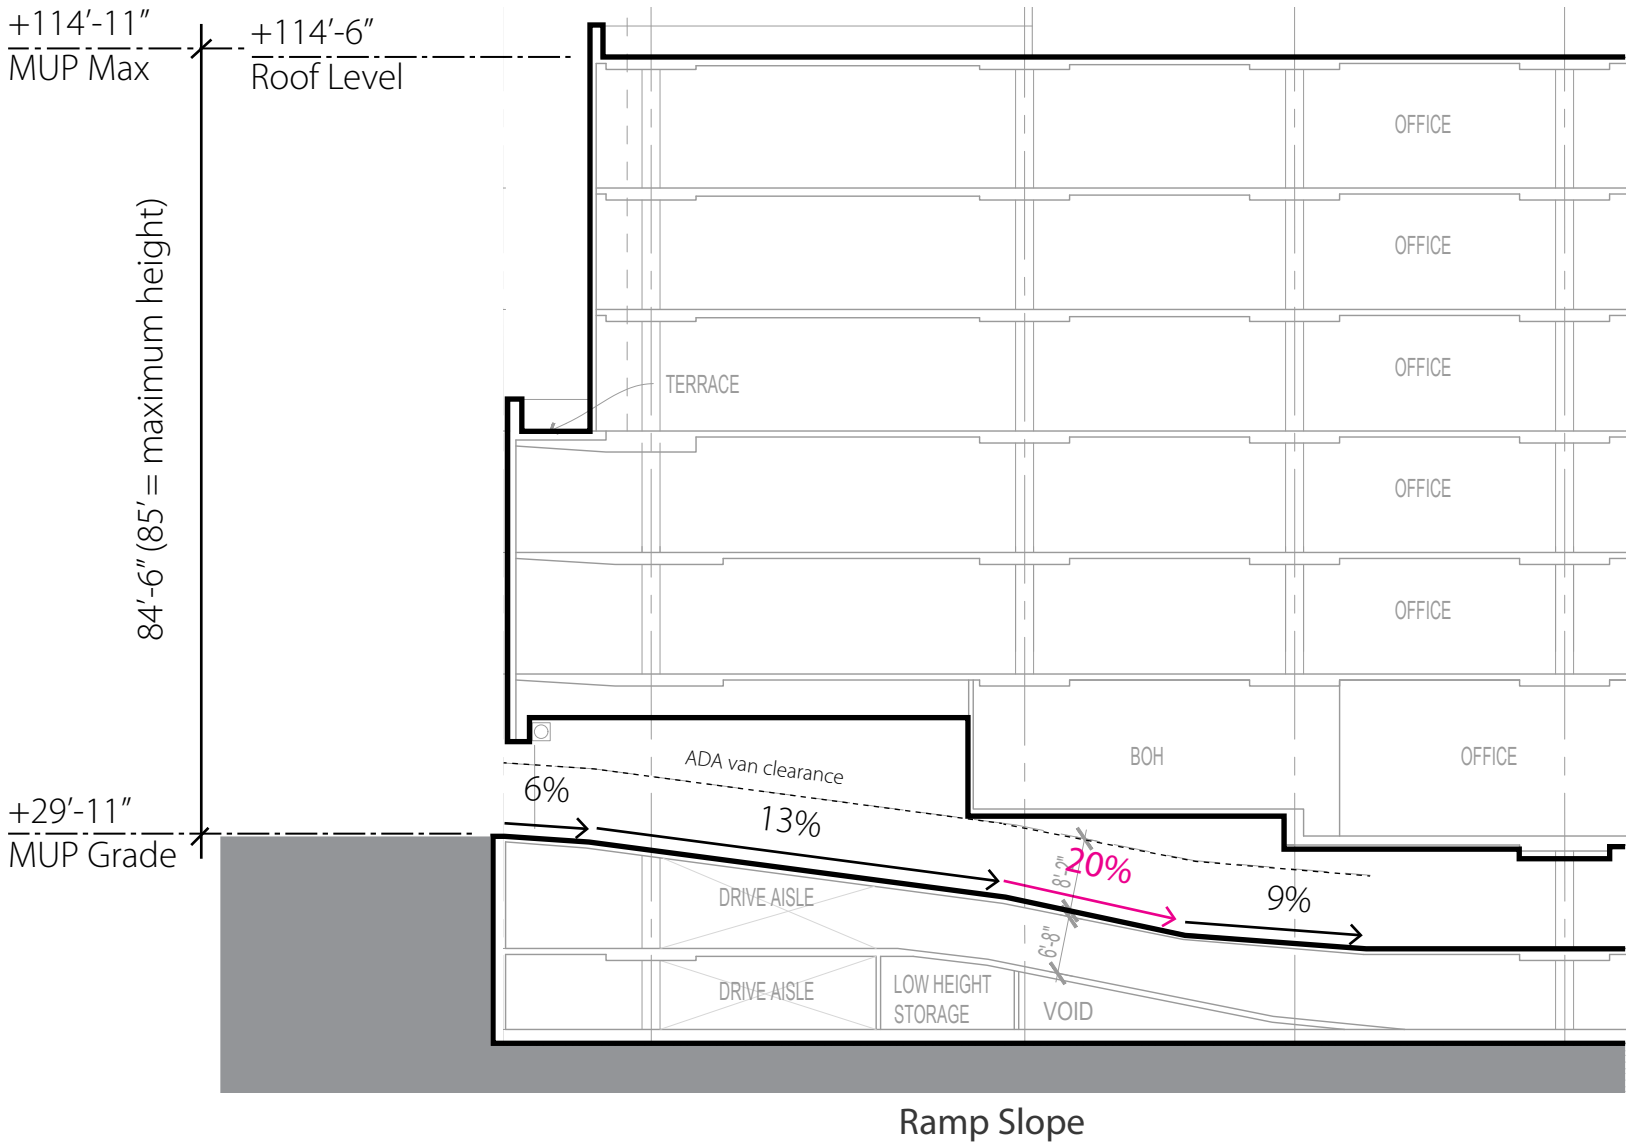 +114′-11″
MUP Max
+114′-6″
Roof Level
84′-6″ (85′ = maximum height)
OFFICE
OFFICE
OFFICE
TERRACE
OFFICE
OFFICE
BOH
OFFICE
ADA van clearance
6%
13%
+29′-11″
MUP Grade
20%
8'-2"
9%
DRIVE AISLE
6'-8"
DRIVE AISLE
LOW HEIGHT
STORAGE
VOID
Ramp Slope